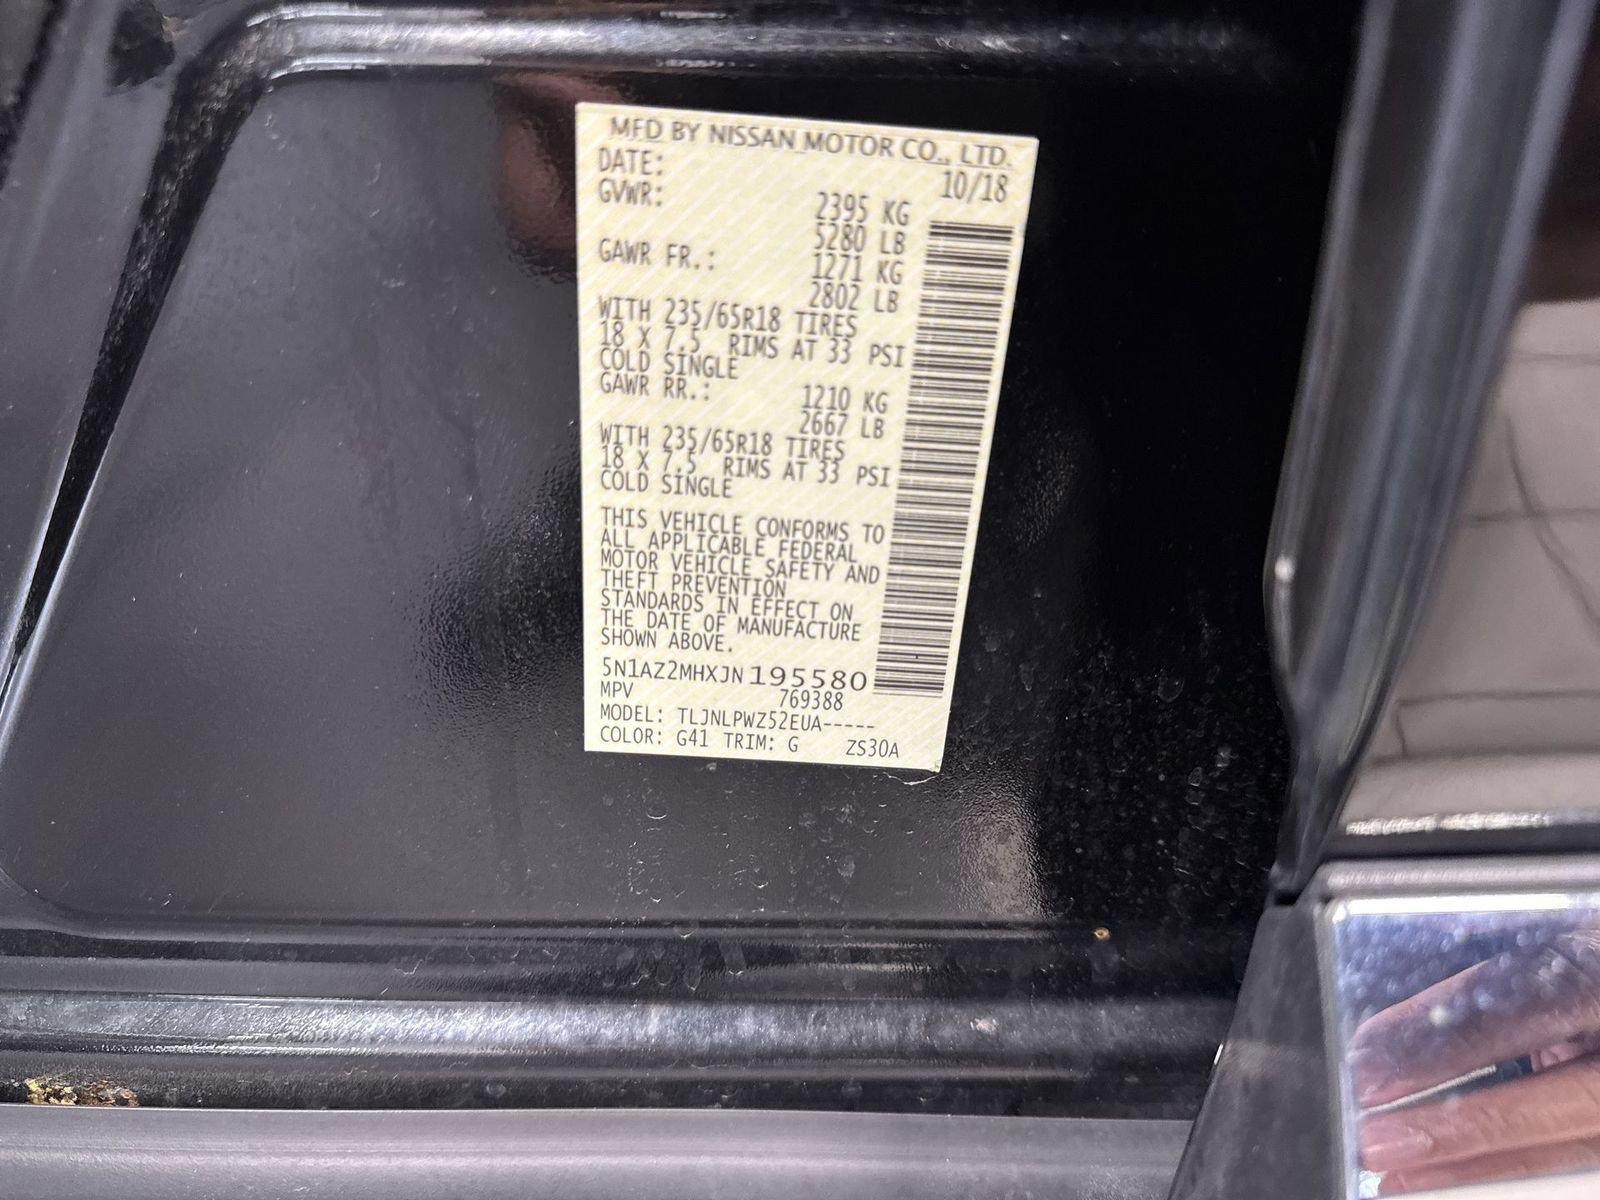 MFD BY NISSAN MOTOR CO., LTD.
DATE: 10/18
GVWR: 2395 KG
5280 LB
GAWR FR.: 1271 KG
2802 LB
WITH 235/65R18 TIRES
18 X 7.5 RIMS AT 33 PSI
COLD SINGLE
GAWR RR.: 1210 KG
2667 LB
WITH 235/65R18 TIRES
18 X 7.5 RIMS AT 33 PSI
COLD SINGLE
THIS VEHICLE CONFORMS TO
ALL APPLICABLE FEDERAL
MOTOR VEHICLE SAFETY AND
THEFT PREVENTION
STANDARDS IN EFFECT ON
THE DATE OF MANUFACTURE
SHOWN ABOVE.
5N1AZ2MHXJN195580
MPV 769388
MODEL: TLJNLPWZ52EUA-----
COLOR: G41 TRIM: G ZS30A